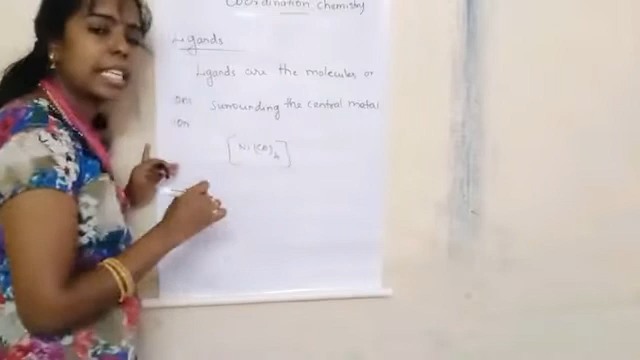 Coordination chemistry
Ligands
Ligands are the molecules or
ions surrounding the central metal
ion
[Ni(CO)4]